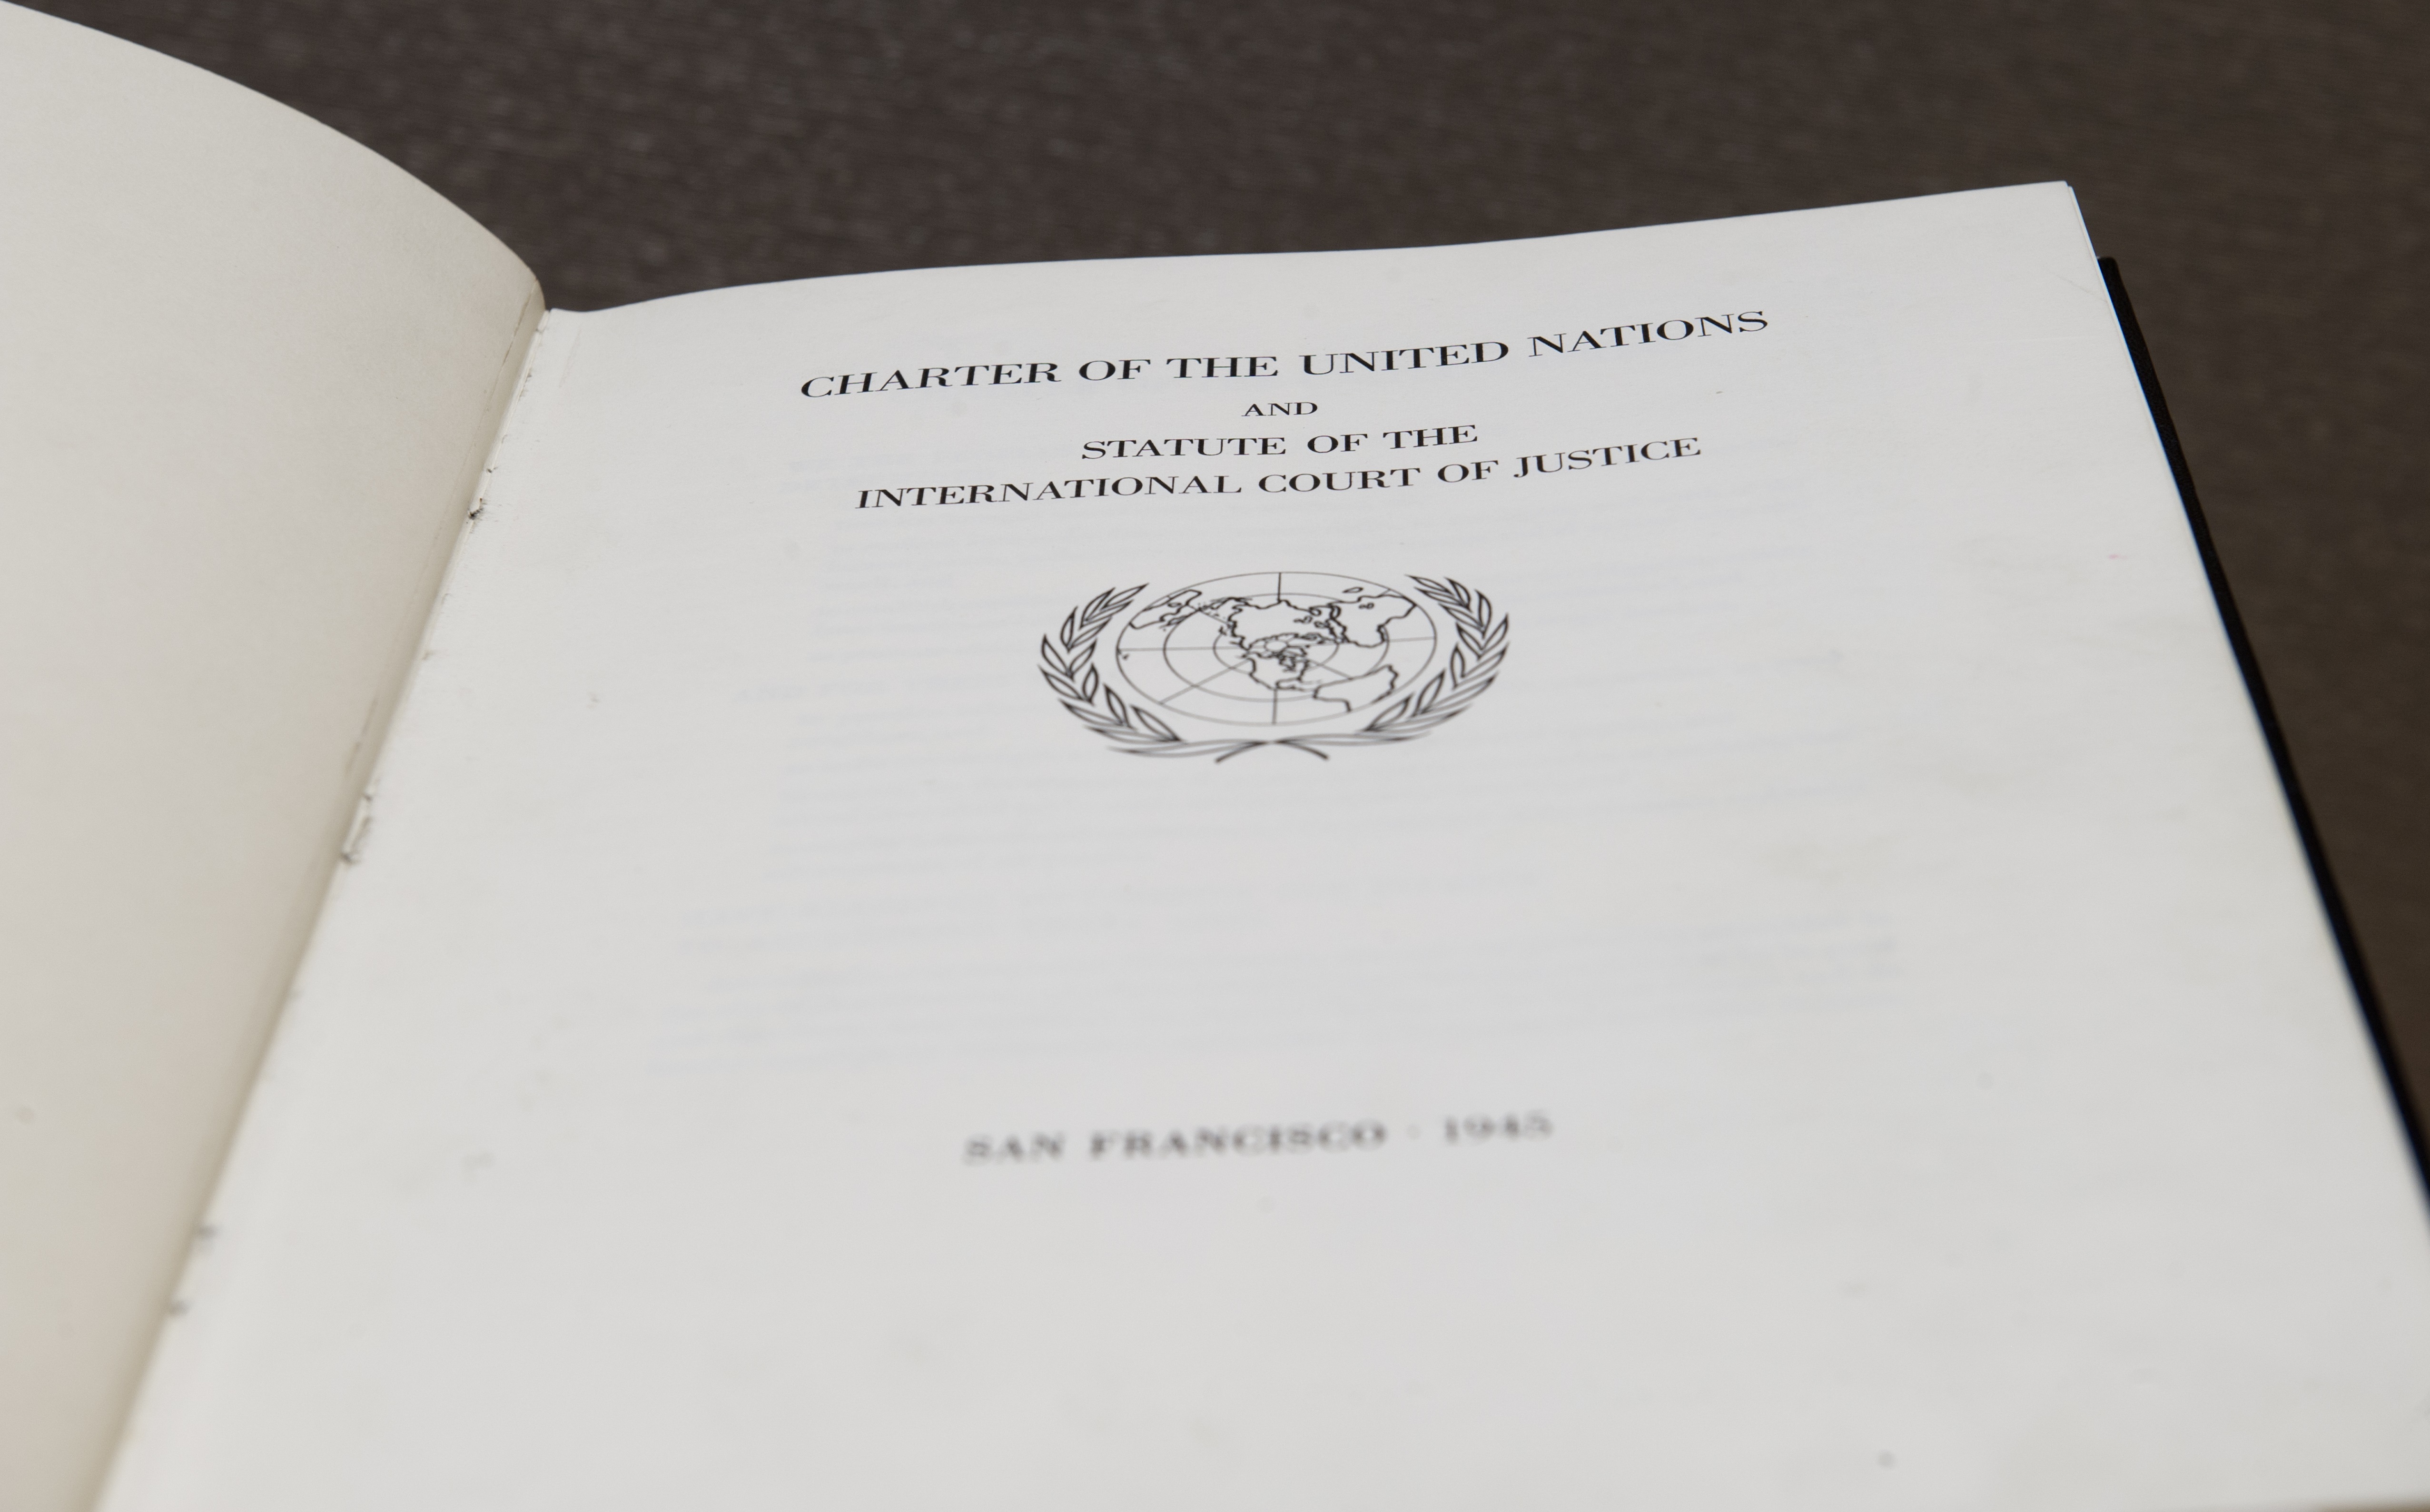 CHARTER OF THE UNITED NATIONS
AND
STATUTE OF THE
INTERNATIONAL COURT OF JUSTICE
SAN FRANCISCO · 1945